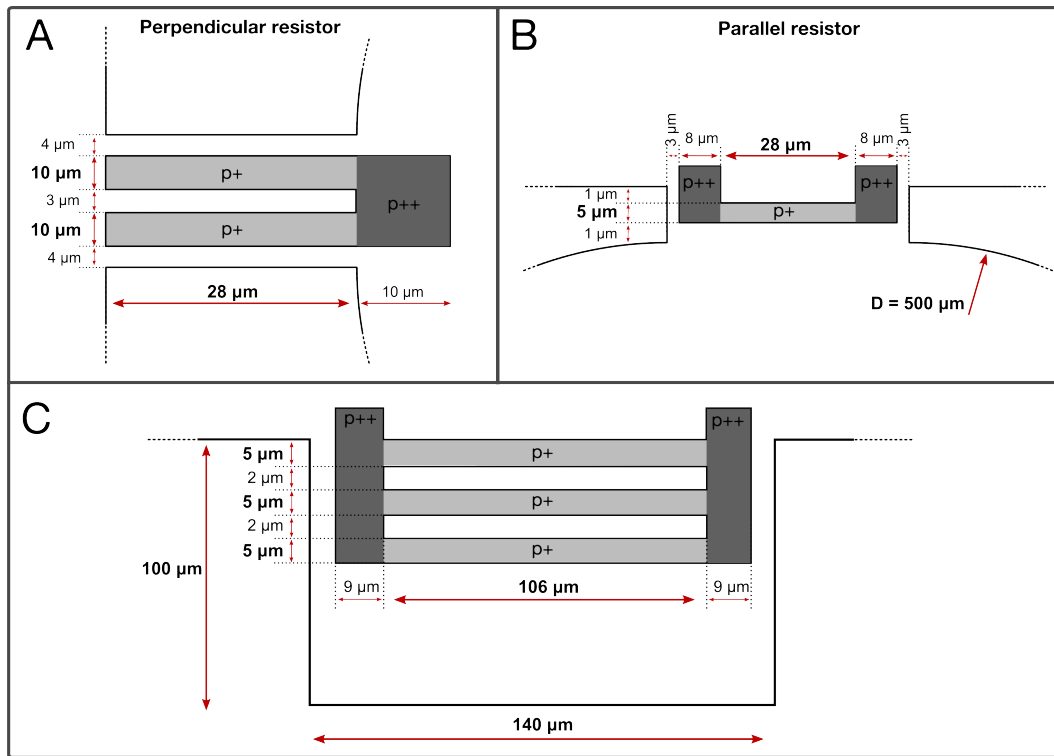 A
Perpendicular resistor
4 µm
10 µm
3 µm
10 µm
4 µm
p+
p+
p++
28 µm
10 µm
B
Parallel resistor
3 µm
8 µm
28 µm
8 µm
3 µm
p++
p++
1 µm
5 µm
1 µm
p+
D = 500 µm
C
p++
p++
5 µm
2 µm
5 µm
2 µm
5 µm
p+
p+
p+
100 µm
9 µm
106 µm
9 µm
140 µm